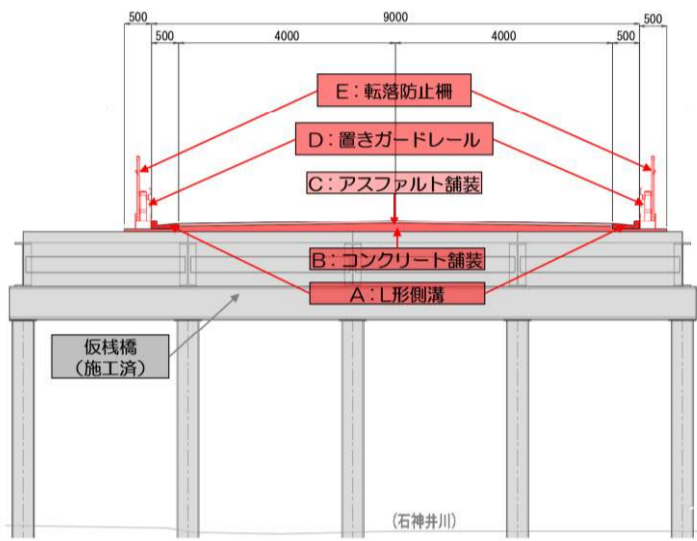 500
9000
500
500
4000
4000
500
E：転落防止柵
D：置きガードレール
C：アスファルト舗装
B：コンクリート舗装
A：L形側溝
仮桟橋
（施工済）
（石神井川）